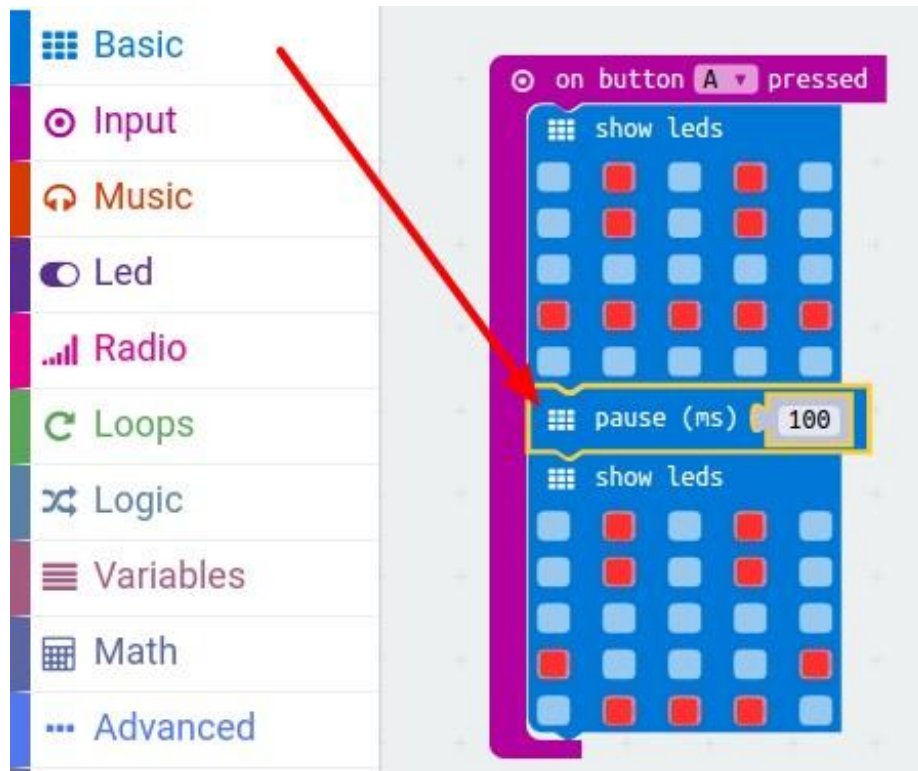 Basic
Input
Music
Led
Radio
Loops
Logic
Variables
Math
Advanced
on button A pressed
show leds
pause (ms) 100
show leds